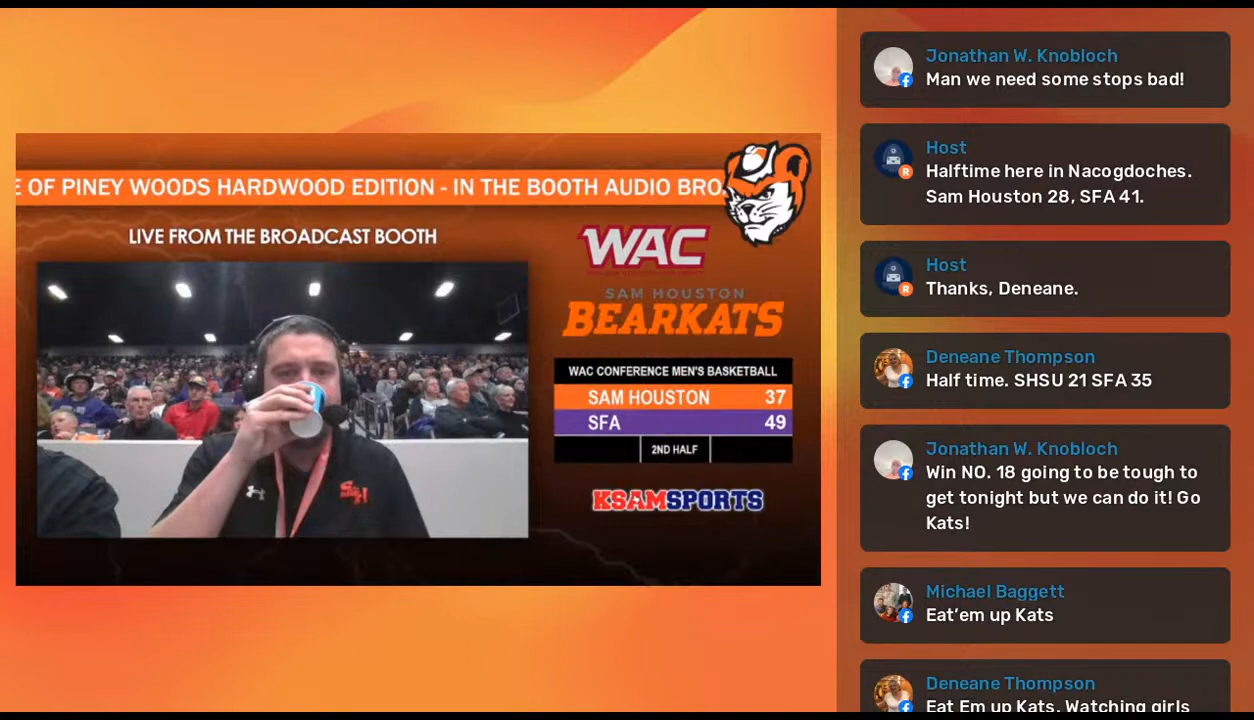 E OF PINEY WOODS HARDWOOD EDITION - IN THE BOOTH AUDIO BRO
LIVE FROM THE BROADCAST BOOTH
WAC
SAM HOUSTON
BEARKATS
WAC CONFERENCE MEN'S BASKETBALL
SAM HOUSTON 37
SFA 49
2ND HALF
KSAMSPORTS
Jonathan W. Knobloch
Man we need some stops bad!
Host
Halftime here in Nacogdoches.
Sam Houston 28, SFA 41.
Host
Thanks, Deneane.
Deneane Thompson
Half time. SHSU 21 SFA 35
Jonathan W. Knobloch
Win NO. 18 going to be tough to
get tonight but we can do it! Go
Kats!
Michael Baggett
Eat’em up Kats
Deneane Thompson
Eat Em up Kats. Watching girls